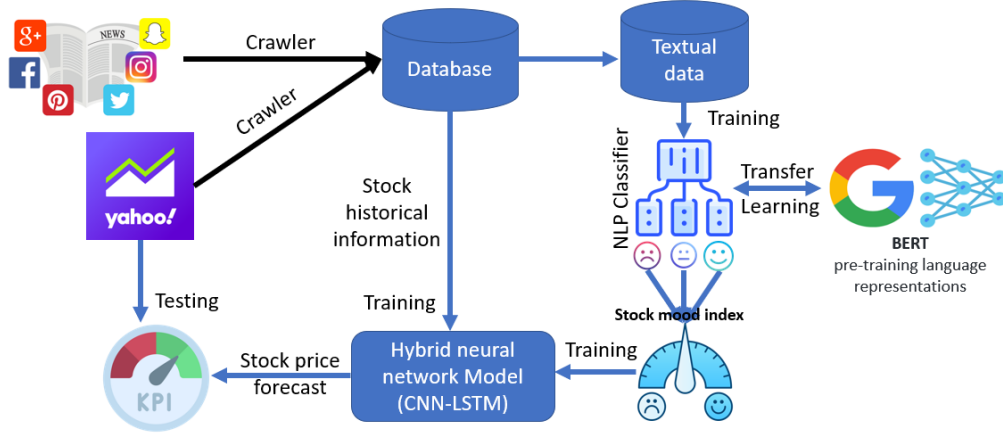 NEWS
g+
Crawler
Crawler
Database
Textual
data
yahoo!
Stock
historical
information
Training
NLP Classifier
Transfer
Learning
BERT
pre-training language
representations
Testing
Training
Stock mood index
Hybrid neural
network Model
(CNN-LSTM)
Training
Stock price
forecast
KPI